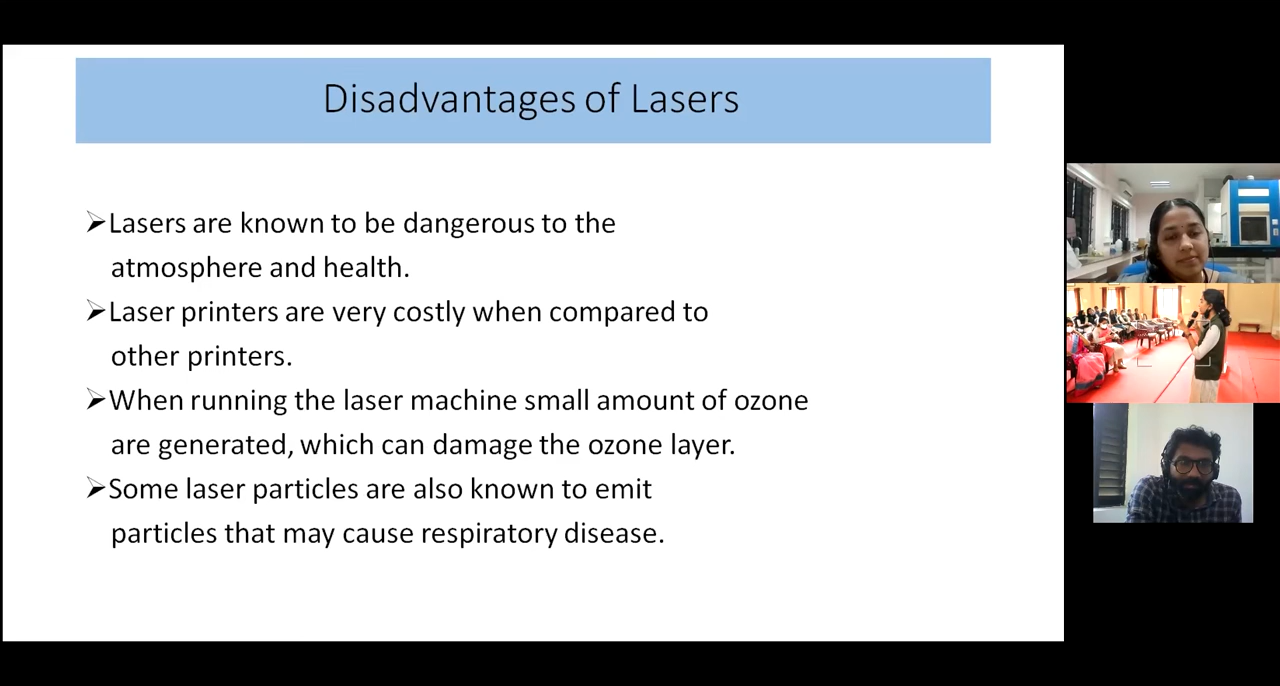 Disadvantages of Lasers
➢Lasers are known to be dangerous to the
atmosphere and health.
➢Laser printers are very costly when compared to
other printers.
➢When running the laser machine small amount of ozone
are generated, which can damage the ozone layer.
➢Some laser particles are also known to emit
particles that may cause respiratory disease.